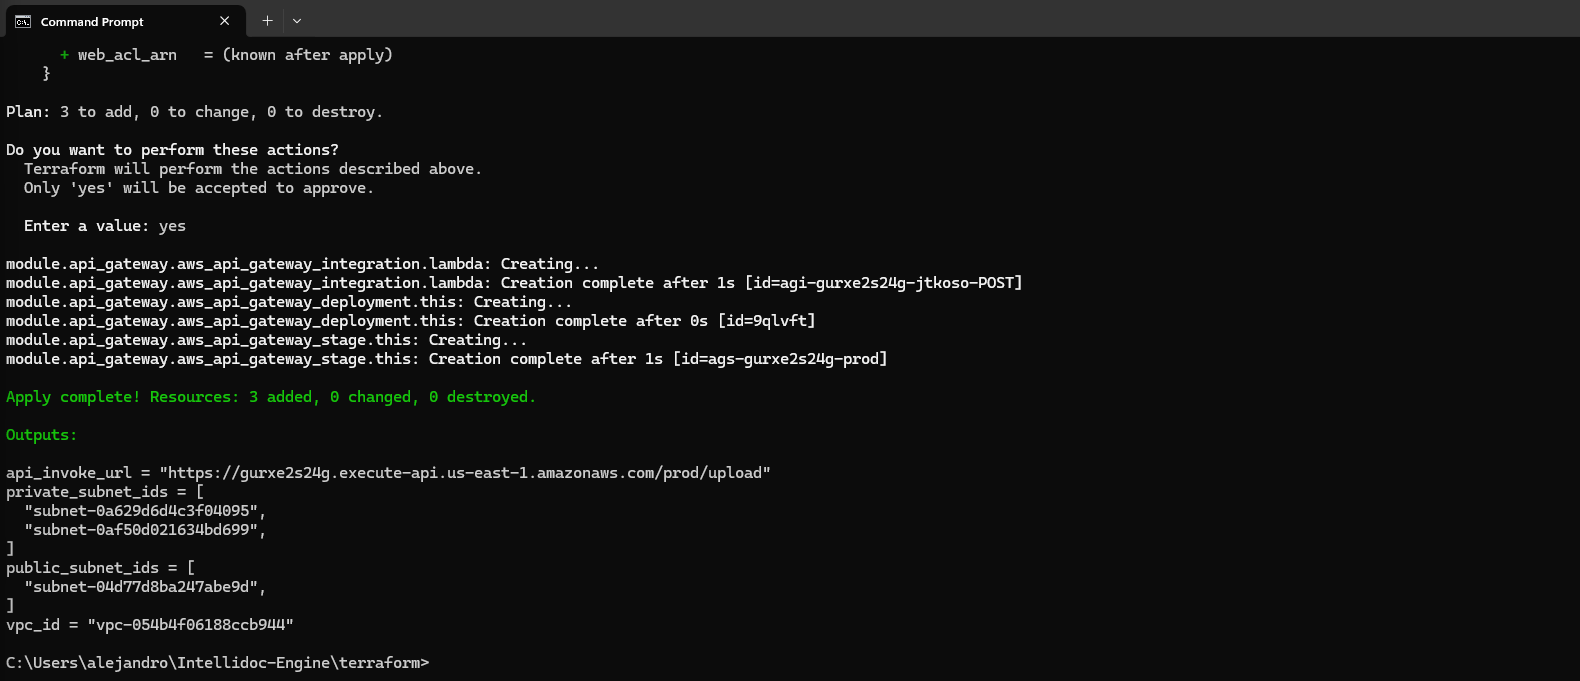 Command Prompt
+ web_acl_arn   = (known after apply)
}
Plan: 3 to add, 0 to change, 0 to destroy.
Do you want to perform these actions?
Terraform will perform the actions described above.
Only 'yes' will be accepted to approve.
Enter a value: yes
module.api_gateway.aws_api_gateway_integration.lambda: Creating...
module.api_gateway.aws_api_gateway_integration.lambda: Creation complete after 1s [id=agi-gurxe2s24g-jtkoso-POST]
module.api_gateway.aws_api_gateway_deployment.this: Creating...
module.api_gateway.aws_api_gateway_deployment.this: Creation complete after 0s [id=9qlvft]
module.api_gateway.aws_api_gateway_stage.this: Creating...
module.api_gateway.aws_api_gateway_stage.this: Creation complete after 1s [id=ags-gurxe2s24g-prod]
Apply complete! Resources: 3 added, 0 changed, 0 destroyed.
Outputs:
api_invoke_url = "https://gurxe2s24g.execute-api.us-east-1.amazonaws.com/prod/upload"
private_subnet_ids = [
"subnet-0a629d6d4c3f04095",
"subnet-0af50d021634bd699",
]
public_subnet_ids = [
"subnet-04d77d8ba247abe9d",
]
vpc_id = "vpc-054b4f06188ccb944"
C:\Users\alejandro\Intellidoc-Engine\terraform>